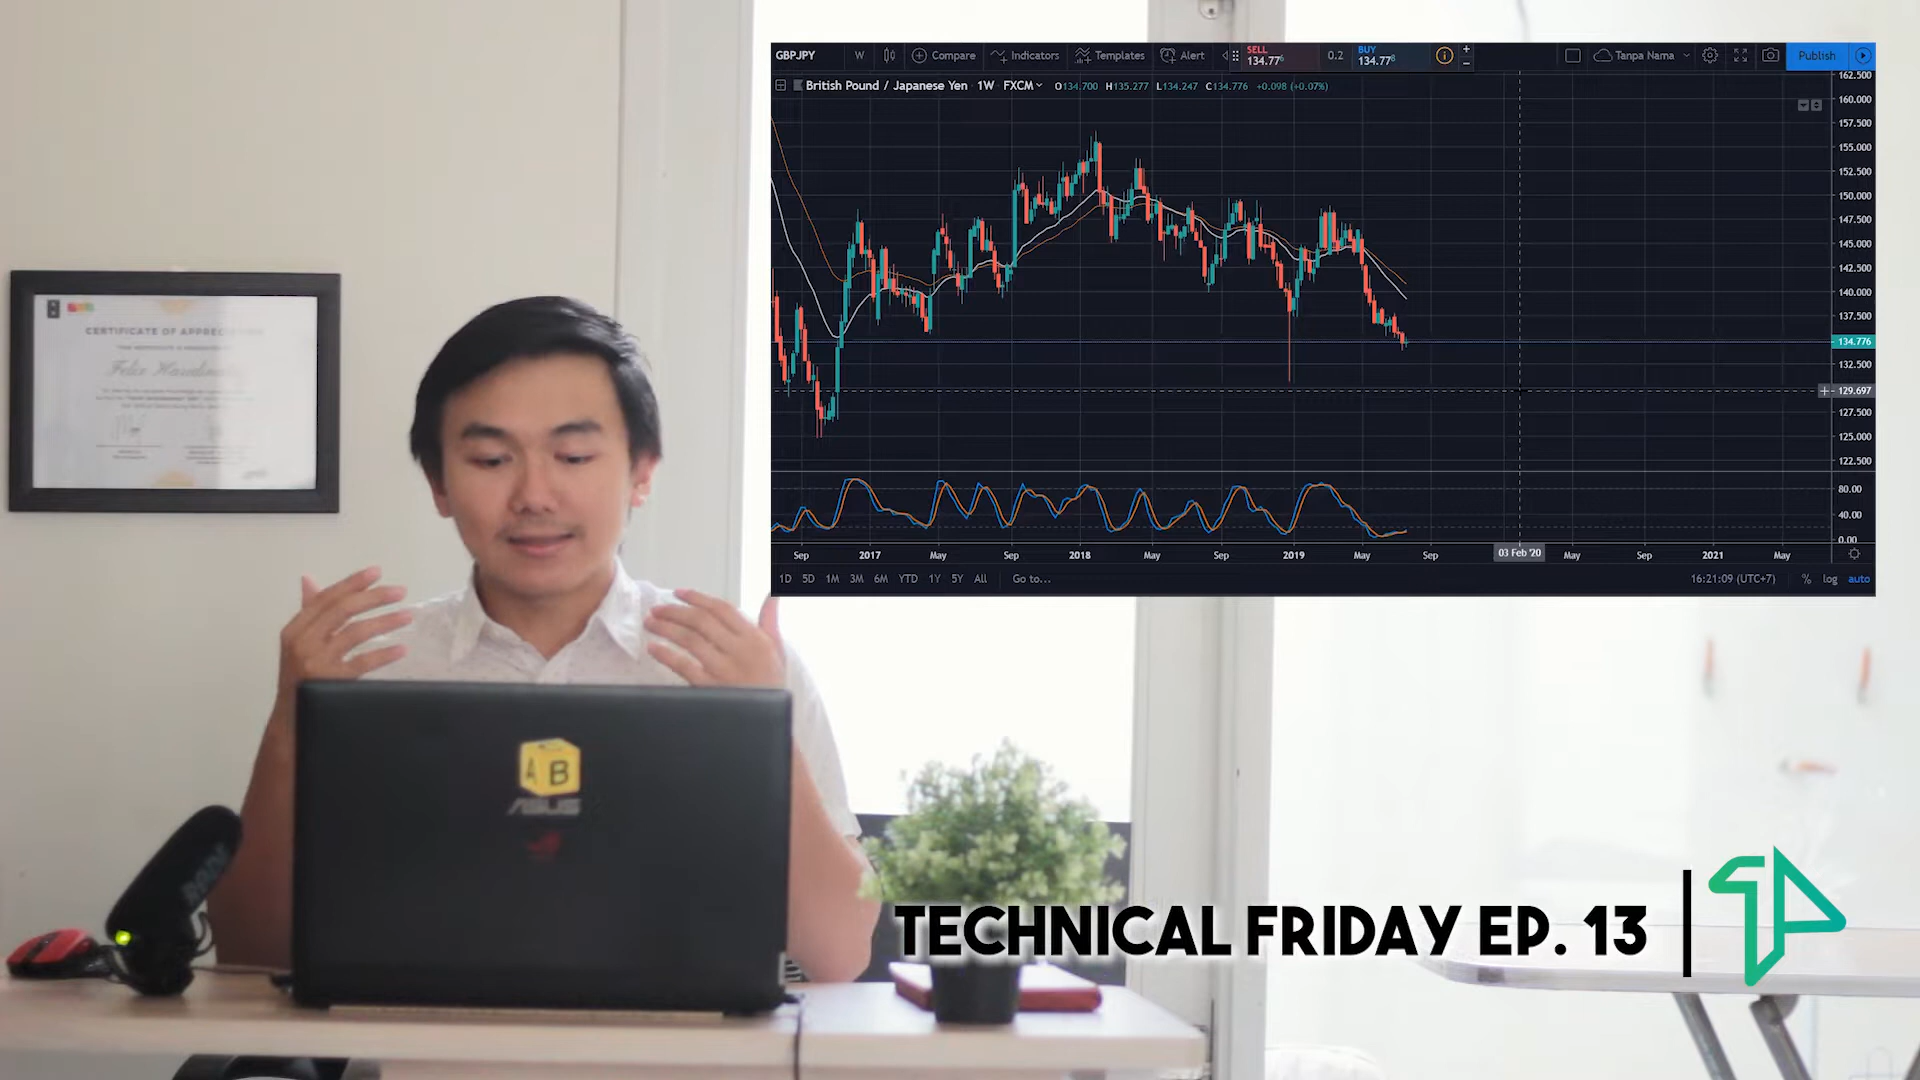 GBPJPY W Compare Indicators Templates Alert SELL 134.776 0.2 BUY 134.778 Tanpa Nama Publish
British Pound / Japanese Yen 1W FXCM O134.700 H135.277 L134.247 C134.776 +0.098 (+0.07%)
162.500
160.000
157.500
155.000
152.500
150.000
147.500
145.000
142.500
140.000
137.500
134.776
132.500
129.697
127.500
125.000
122.500
80.00
40.00
0.00
Sep 2017 May Sep 2018 May Sep 2019 May Sep 03 Feb '20 May Sep 2021 May
1D 5D 1M 3M 6M YTD 1Y 5Y All Go to... 16:21:09 (UTC+7) % log auto
CERTIFICATE OF APPRECIATION
Felix
A B
ASUS
RODE
TECHNICAL FRIDAY EP. 13